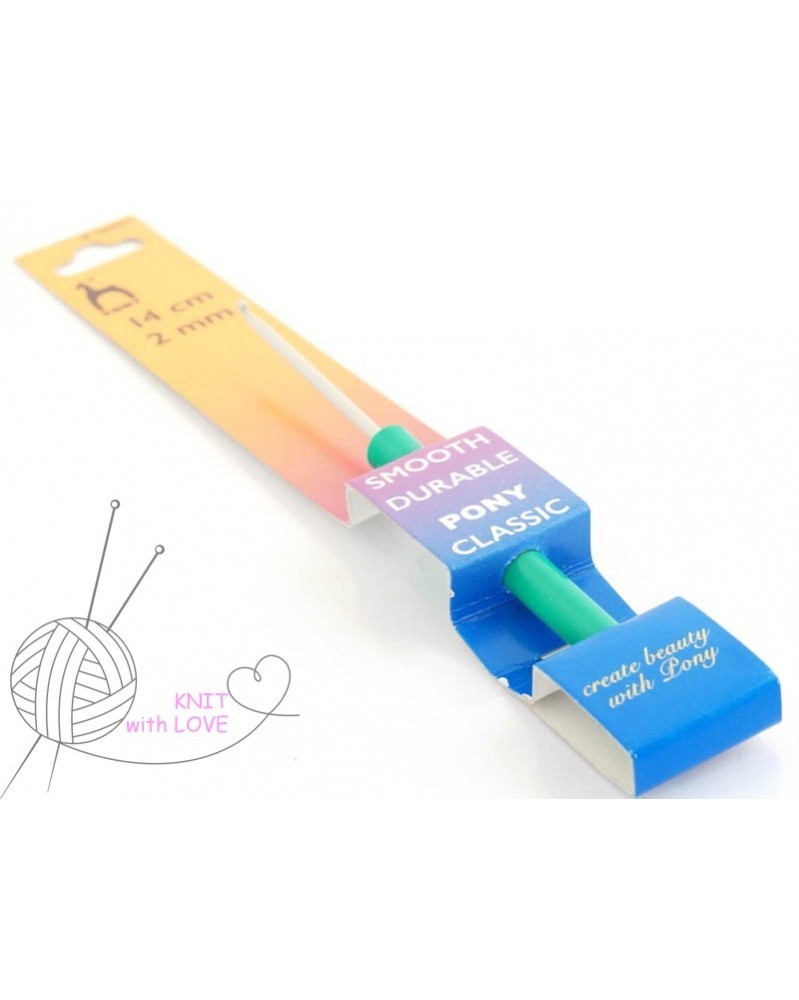 14 cm
2 mm
SMOOTH
DURABLE
PONY
CLASSIC
create beauty
with Pony
KNIT
with LOVE